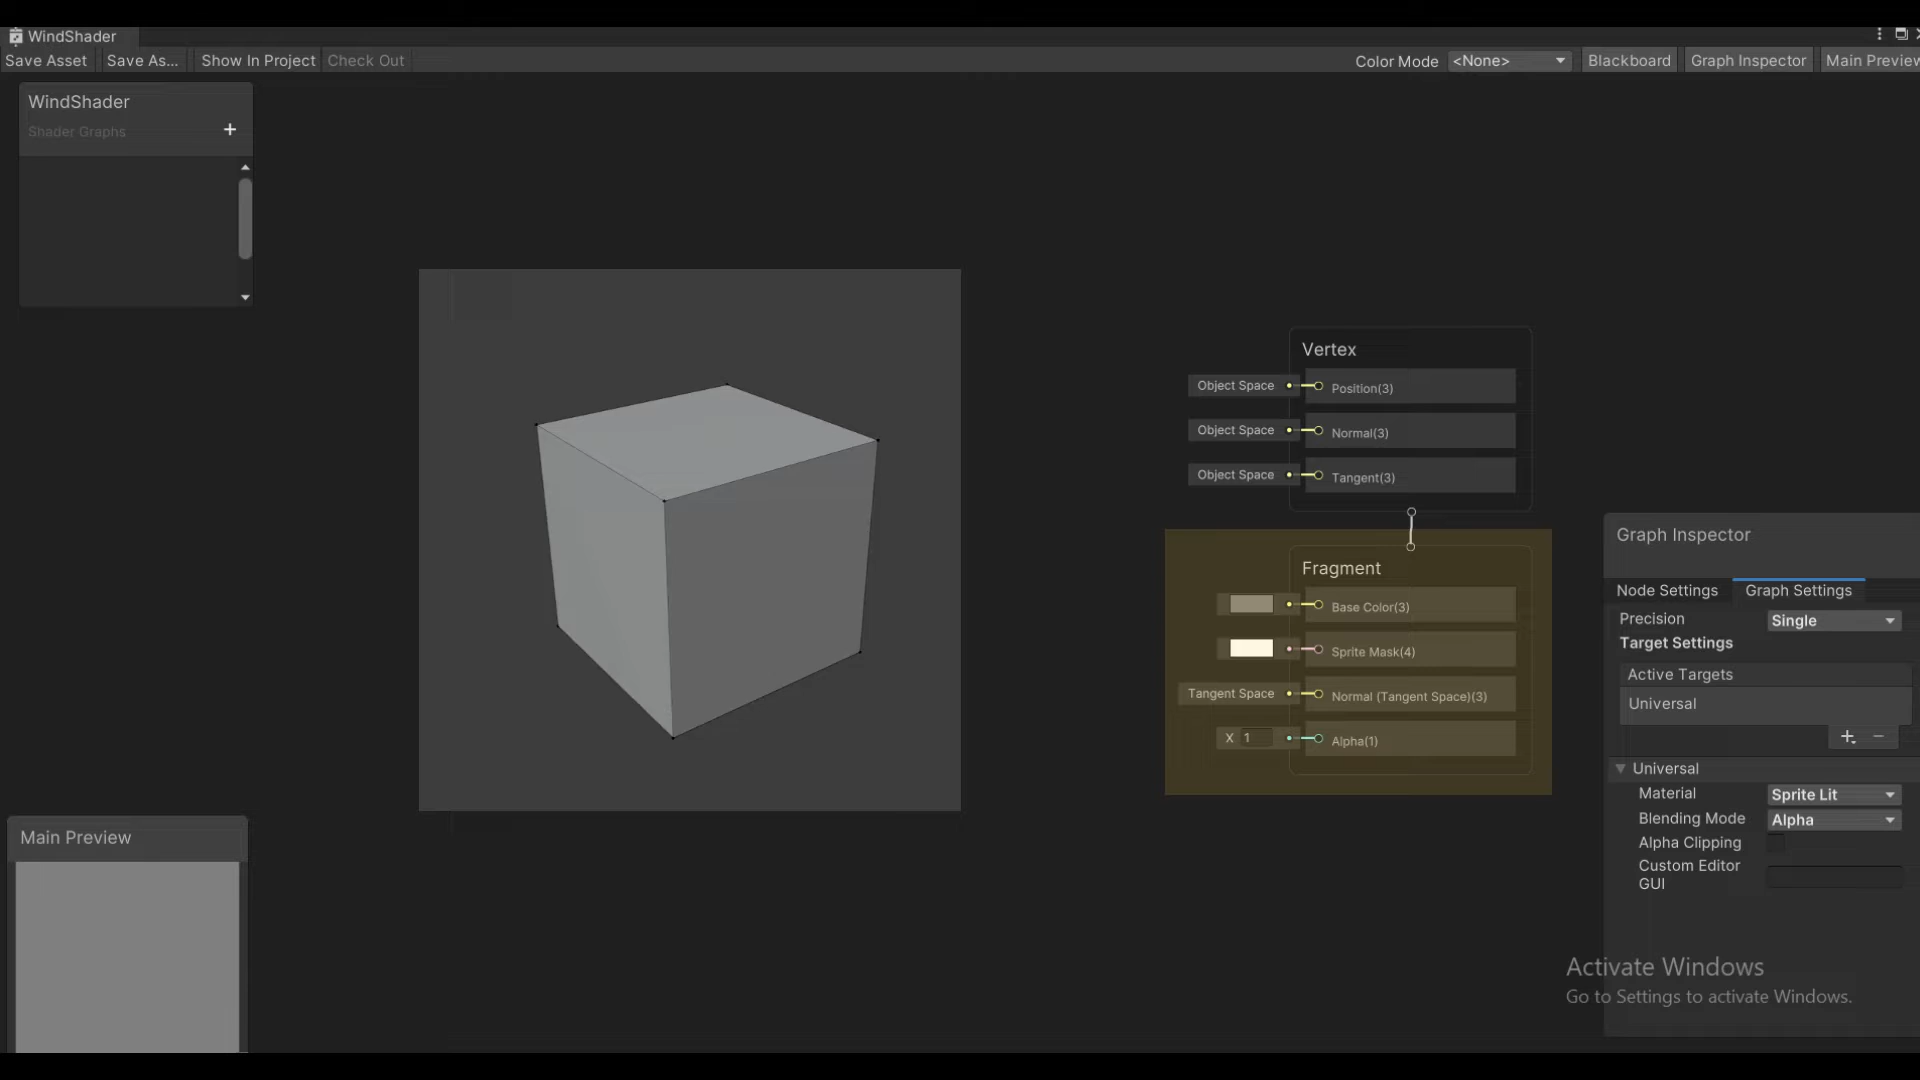 WindShader
Save Asset
Save As...
Show In Project
Check Out
Color Mode
<None>
Blackboard
Graph Inspector
Main Preview
WindShader
Shader Graphs
+
Vertex
Object Space
Position(3)
Object Space
Normal(3)
Object Space
Tangent(3)
Fragment
Base Color(3)
Sprite Mask(4)
Tangent Space
Normal (Tangent Space)(3)
X 1
Alpha(1)
Graph Inspector
Node Settings
Graph Settings
Precision
Single
Target Settings
Active Targets
Universal
+ −
Universal
Material
Sprite Lit
Blending Mode
Alpha
Alpha Clipping
Custom Editor
GUI
Main Preview
Activate Windows
Go to Settings to activate Windows.